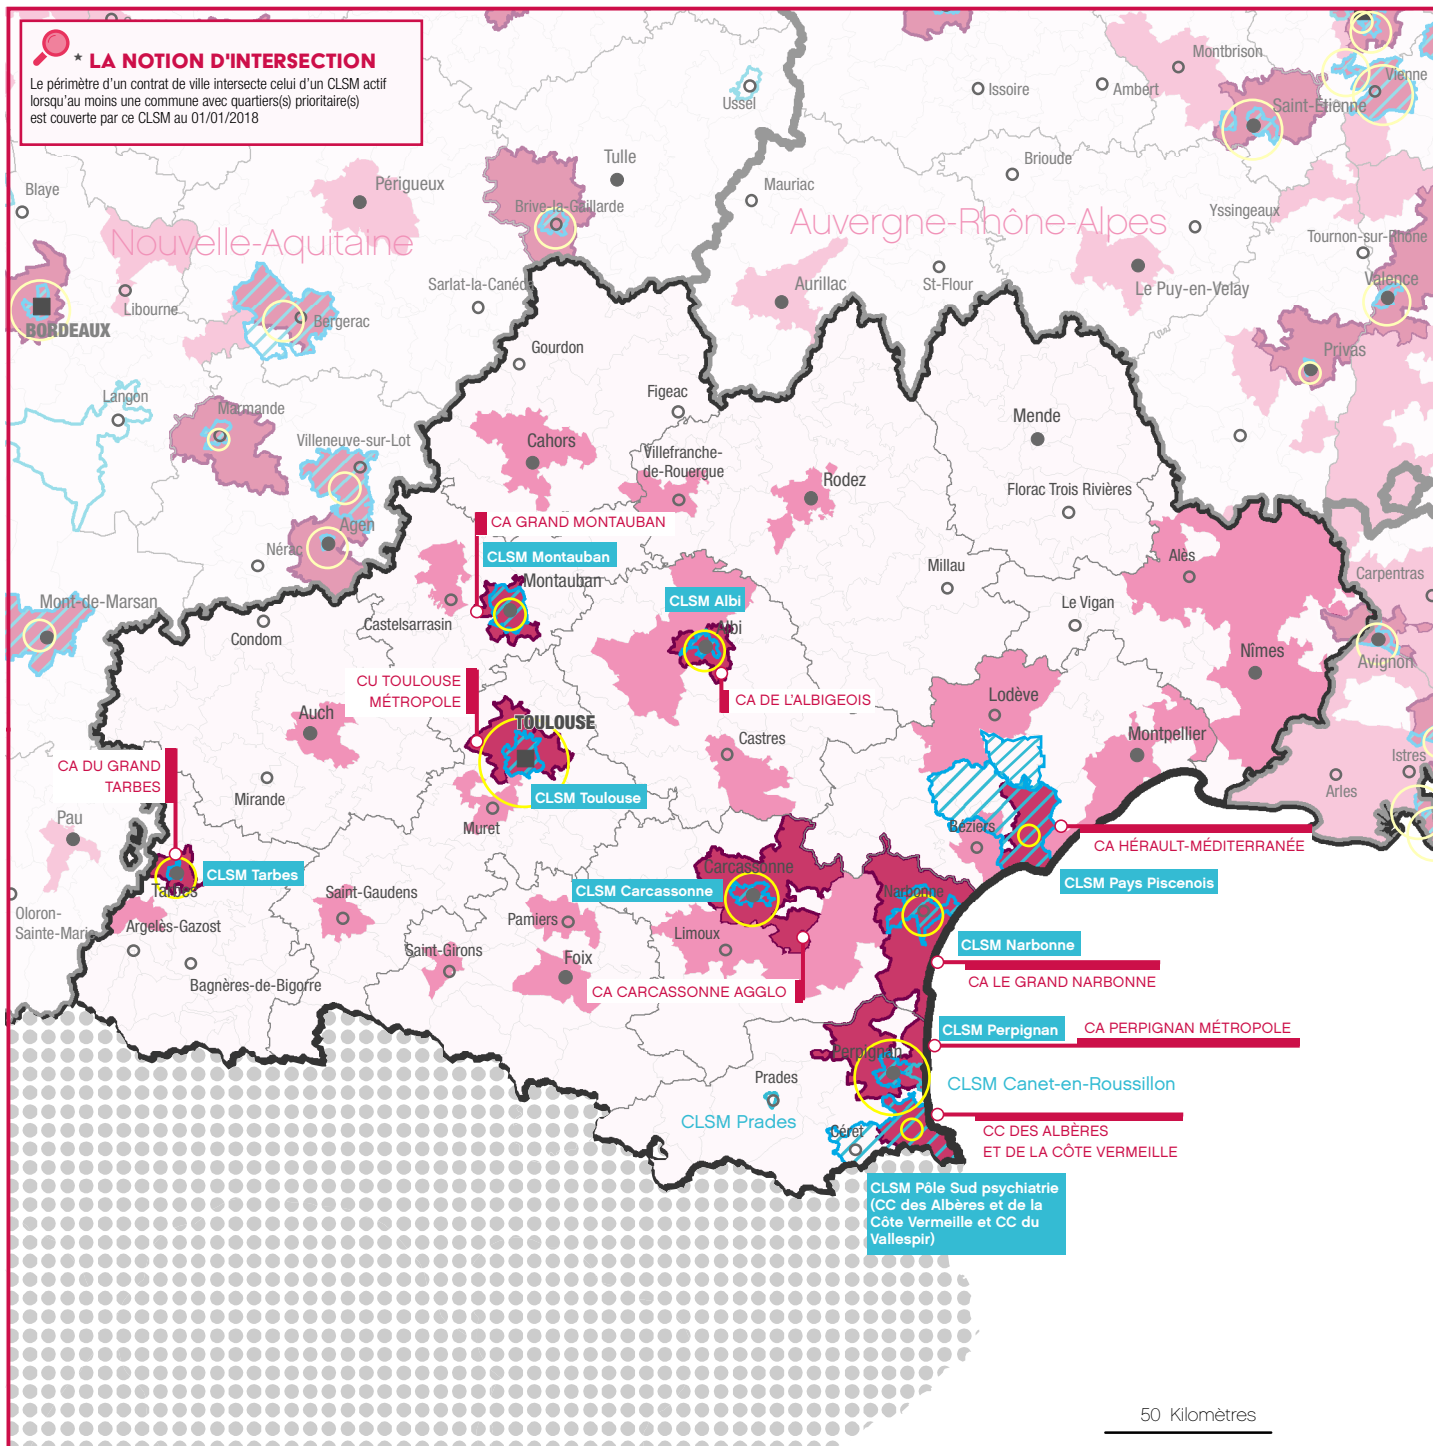 * LA NOTION D'INTERSECTION
Le périmètre d'un contrat de ville intersecte celui d'un CLSM actif
lorsqu'au moins une commune avec quartiers(s) prioritaire(s)
est couverte par ce CLSM au 01/01/2018
Montbrison
Vienne
Ussel
Issoire
Ambert
Saint-Étienne
Tulle
Brioude
Blaye
Périgueux
Mauriac
Brive-la-Gaillarde
Yssingeaux
Nouvelle-Aquitaine
Auvergne-Rhône-Alpes
Tournon-sur-Rhône
Sarlat-la-Canéda
Aurillac
St-Flour
Le Puy-en-Velay
Valence
Libourne
BORDEAUX
Bergerac
Gourdon
Privas
Langon
Figeac
Marmande
Mende
Villeneuve-sur-Lot
Cahors
Villefranche-
de-Rouergue
Rodez
Florac Trois Rivières
CA GRAND MONTAUBAN
Agen
Nérac
CLSM Montauban
Alès
Millau
Carpentras
Montauban
Mont-de-Marsan
CLSM Albi
Le Vigan
Castelsarrasin
Condom
Albi
Nîmes
Avignon
CU TOULOUSE
MÉTROPOLE
CA DE L'ALBIGEOIS
Lodève
Auch
TOULOUSE
Montpellier
Castres
Istres
CA DU GRAND
TARBES
Arles
Mirande
CLSM Toulouse
Pau
Muret
Béziers
CA HÉRAULT-MÉDITERRANÉE
Carcassonne
CLSM Tarbes
CLSM Pays Piscenois
Tarbes
Saint-Gaudens
CLSM Carcassonne
Narbonne
Oloron-
Sainte-Marie
Argelès-Gazost
Pamiers
Limoux
CLSM Narbonne
Saint-Girons
Foix
Bagnères-de-Bigorre
CA CARCASSONNE AGGLO
CA LE GRAND NARBONNE
CLSM Perpignan
CA PERPIGNAN MÉTROPOLE
Perpignan
Prades
CLSM Canet-en-Roussillon
CLSM Prades
Céret
CC DES ALBÈRES
ET DE LA CÔTE VERMEILLE
CLSM Pôle Sud psychiatrie
(CC des Albères et de la
Côte Vermeille et CC du
Vallespir)
50 Kilomètres